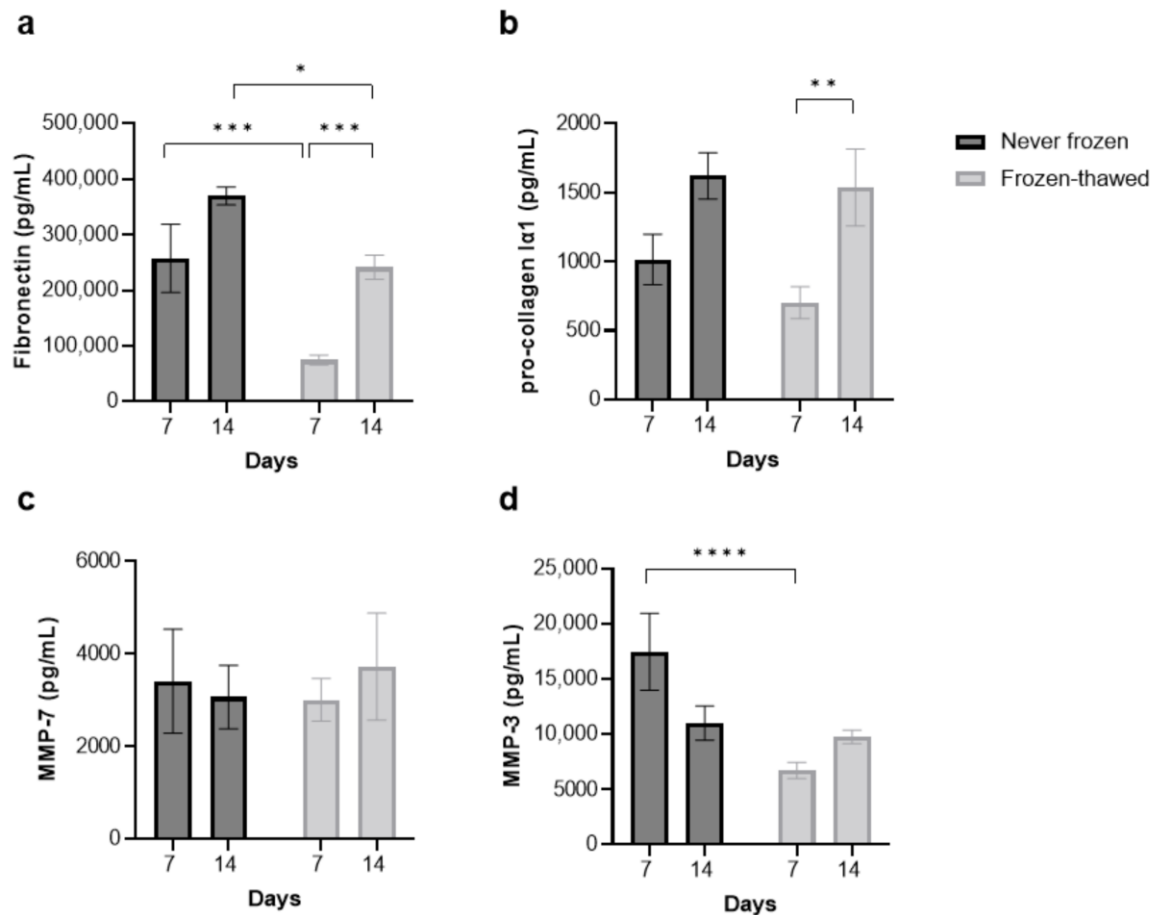 a
*
*** ***
Fibronectin (pg/mL)
500,000
400,000
300,000
200,000
100,000
0
7 14 7 14
Days
b
**
pro-collagen Iα1 (pg/mL)
2000
1500
1000
500
0
7 14 7 14
Days
Never frozen
Frozen-thawed
c
MMP-7 (pg/mL)
6000
4000
2000
0
7 14 7 14
Days
d
****
MMP-3 (pg/mL)
25,000
20,000
15,000
10,000
5000
0
7 14 7 14
Days